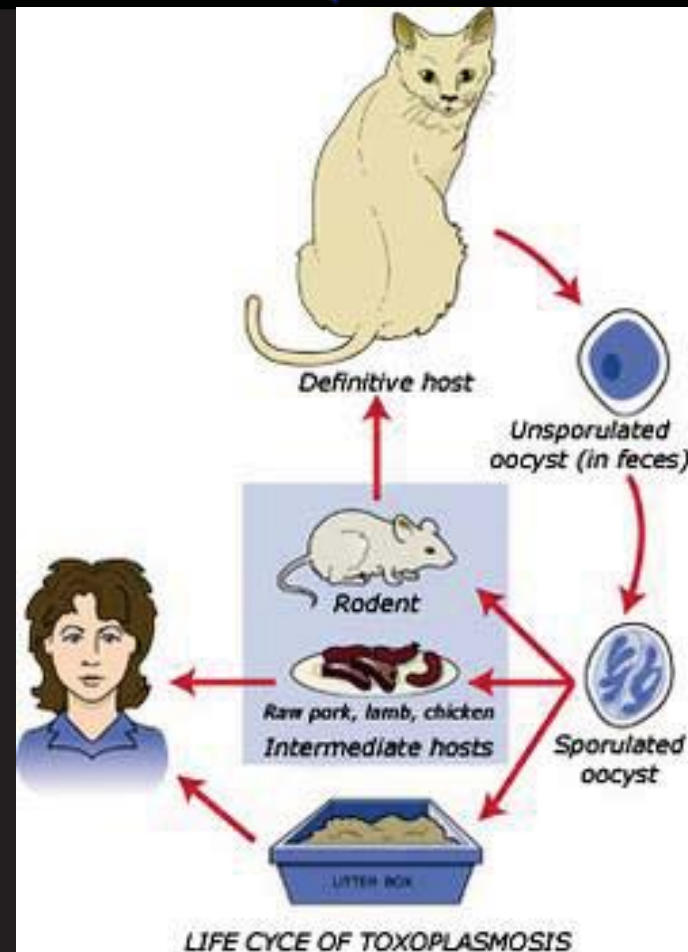 Definitive host
Unsporulated
oocyst (in feces)
Rodent
Raw pork, lamb, chicken
Intermediate hosts
Sporulated
oocyst
LITTER BOX
LIFE CYCE OF TOXOPLASMOSIS